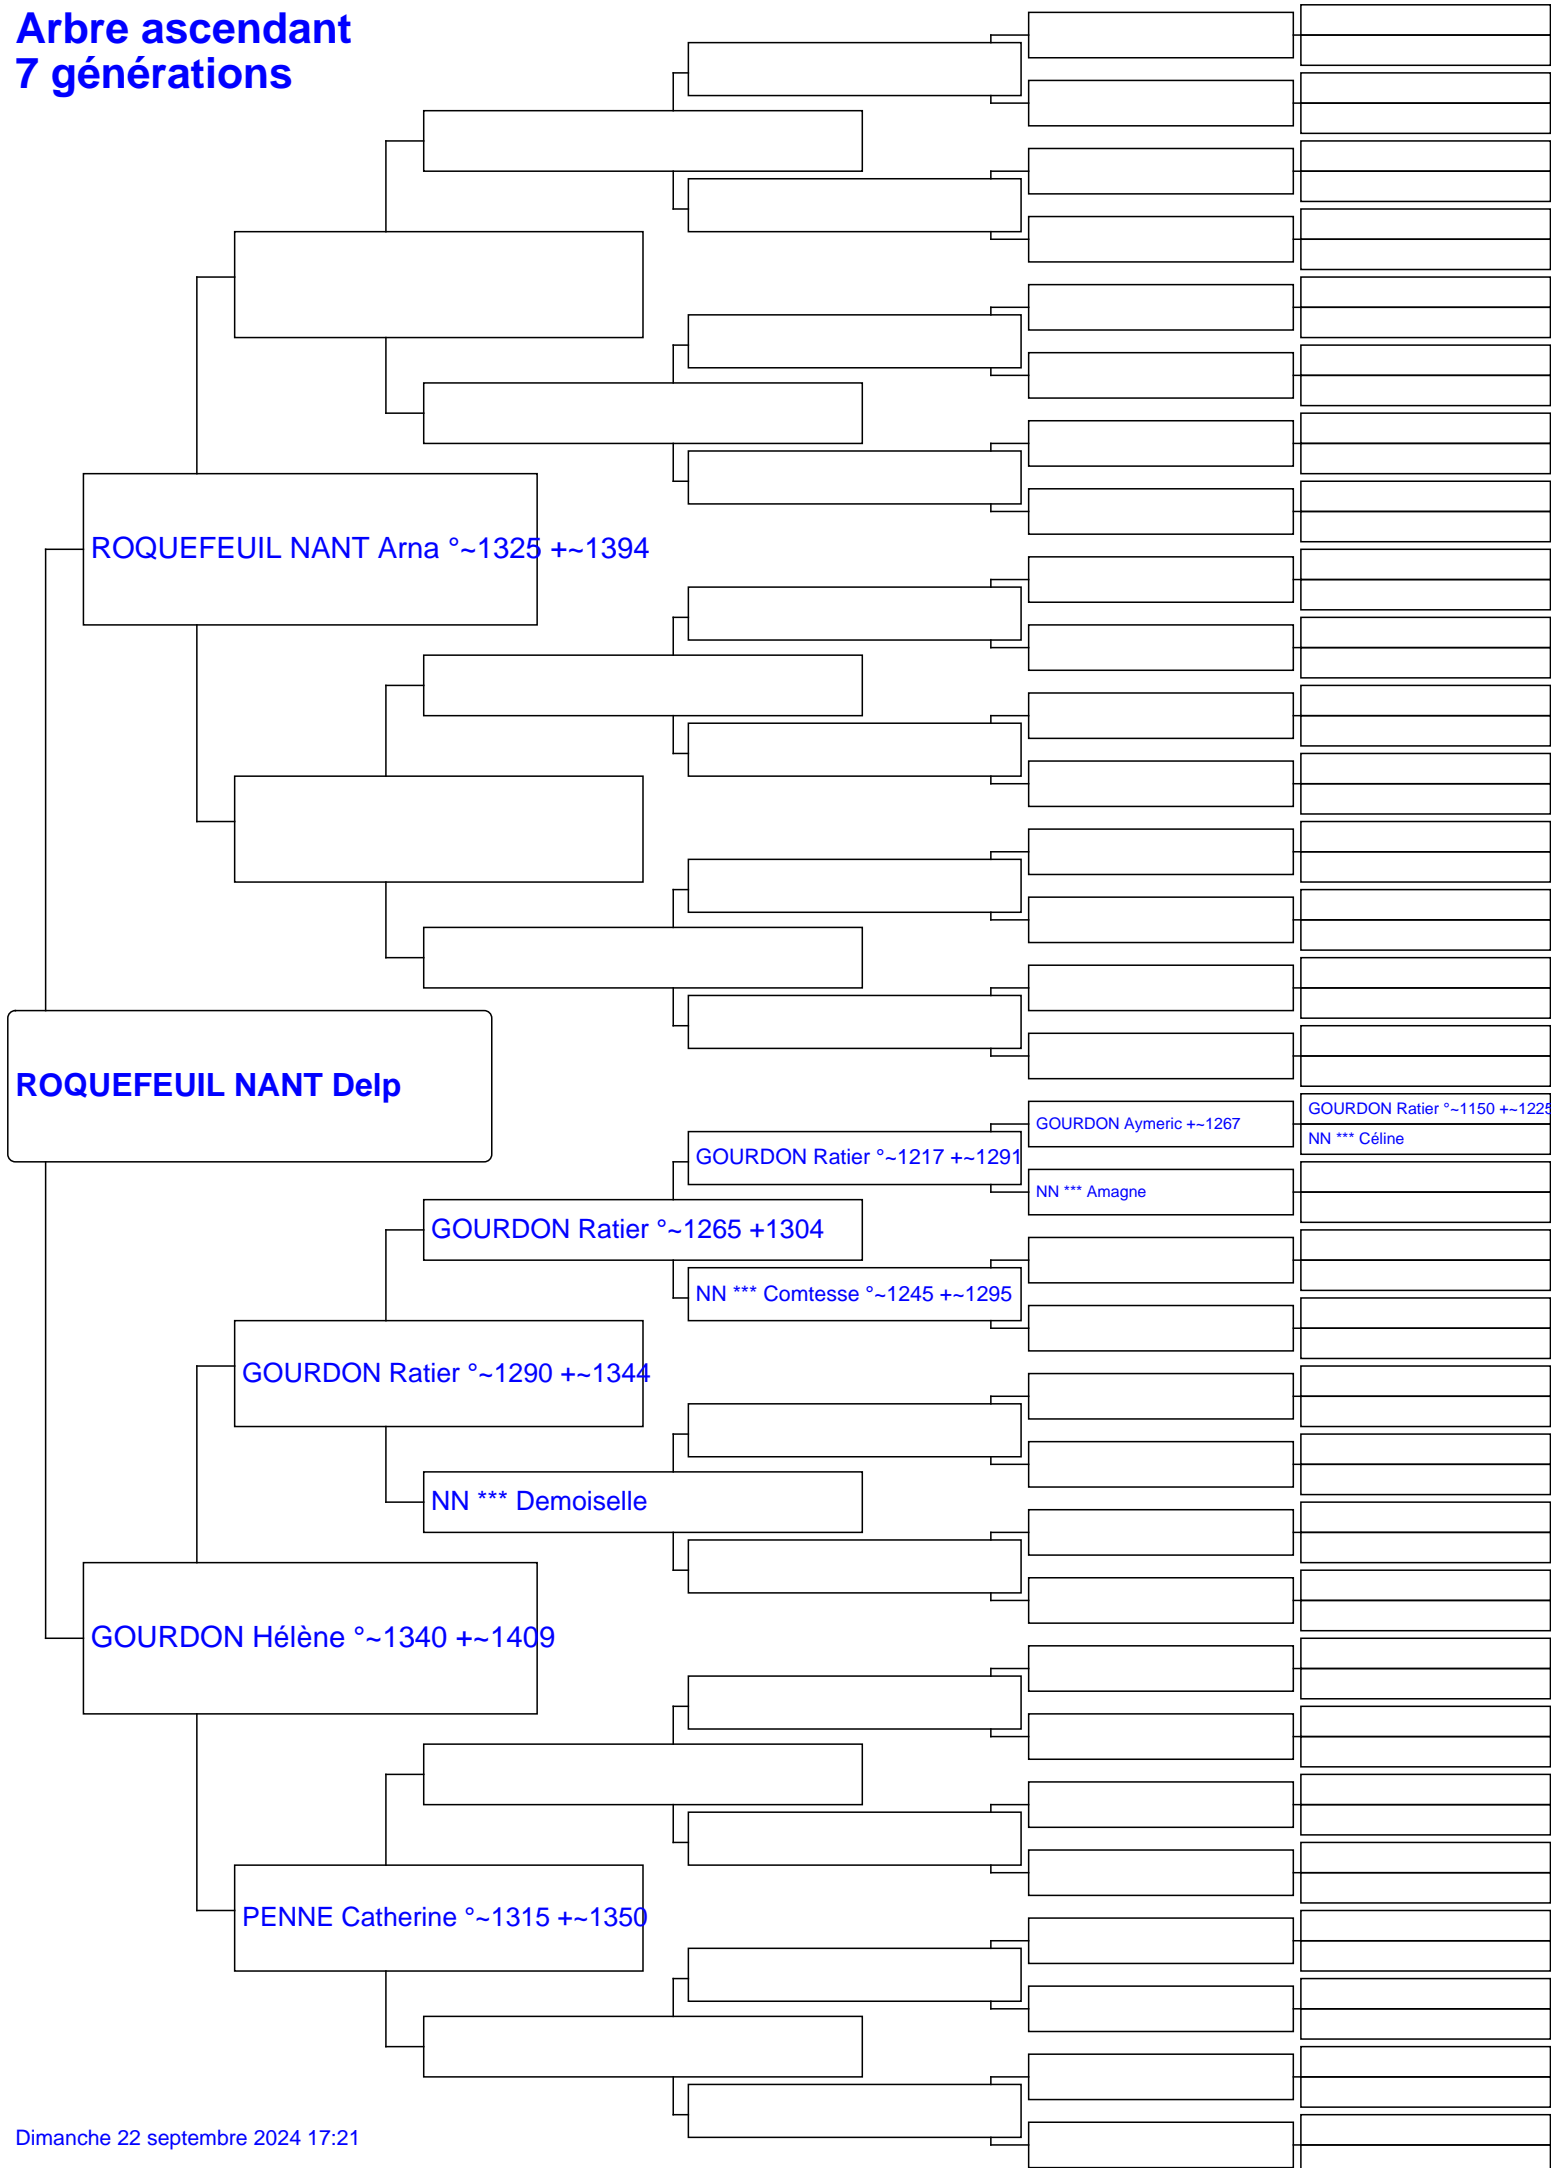 Arbre ascendant
7 générations
ROQUEFEUIL NANT Arna °~1325 +~1394
ROQUEFEUIL NANT Delp
GOURDON Ratier °~1150 +~1225
GOURDON Aymeric +~1267
NN *** Céline
GOURDON Ratier °~1217 +~1291
NN *** Amagne
GOURDON Ratier °~1265 +1304
NN *** Comtesse °~1245 +~1295
GOURDON Ratier °~1290 +~1344
NN *** Demoiselle
GOURDON Hélène °~1340 +~1409
PENNE Catherine °~1315 +~1350
Dimanche 22 septembre 2024 17:21